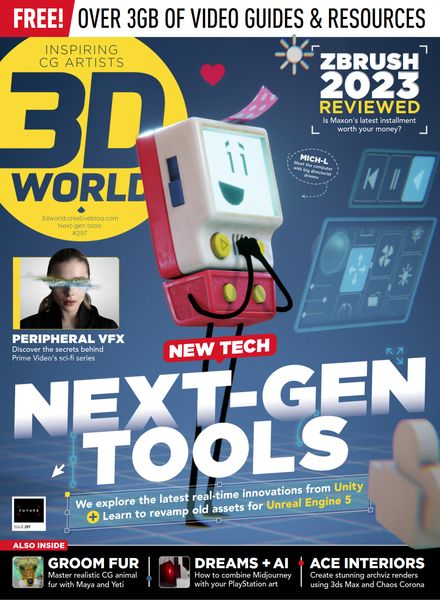 FREE! OVER 3GB OF VIDEO GUIDES & RESOURCES
INSPIRING
CG ARTISTS
3D
WORLD
3dworld.creativebloq.com
Next-gen tools
#297
ZBRUSH
2023
REVIEWED
Is Maxon's latest installment
worth your money?
MICH-L
Meet the computer
with big directorial
dreams
PERIPHERAL VFX
Discover the secrets behind
Prime Video's sci-fi series
NEW TECH
NEXT-GEN
TOOLS
We explore the latest real-time innovations from Unity
+ Learn to revamp old assets for Unreal Engine 5
FUTURE
ISSUE 297
ALSO INSIDE
GROOM FUR
Master realistic CG animal
fur with Maya and Yeti
DREAMS + AI
How to combine Midjourney
with your PlayStation art
ACE INTERIORS
Create stunning archviz renders
using 3ds Max and Chaos Corona